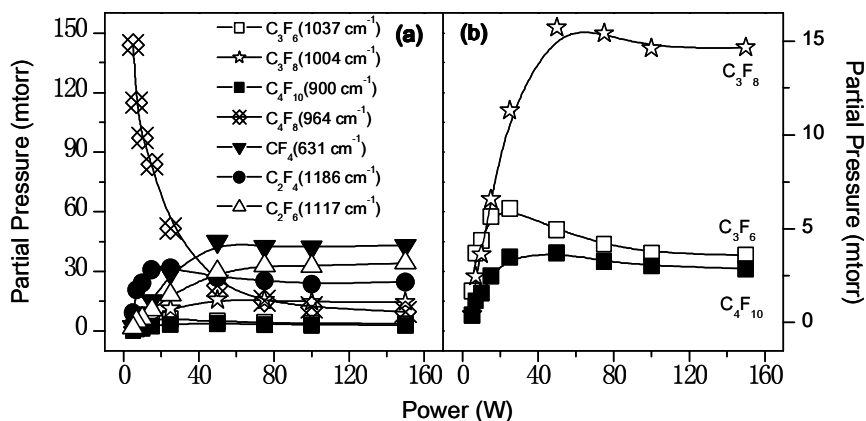 (a)
C₃F₆(1037 cm⁻¹)
C₃F₈(1004 cm⁻¹)
C₄F₁₀(900 cm⁻¹)
C₄F₈(964 cm⁻¹)
CF₄(631 cm⁻¹)
C₂F₄(1186 cm⁻¹)
C₂F₆(1117 cm⁻¹)
Partial Pressure (mtorr)
150
120
90
60
30
0
0 40 80 120 160
(b)
C₃F₈
C₃F₆
C₄F₁₀
15
10
5
0
Partial Pressure (mtorr)
0 40 80 120 160
Power (W)